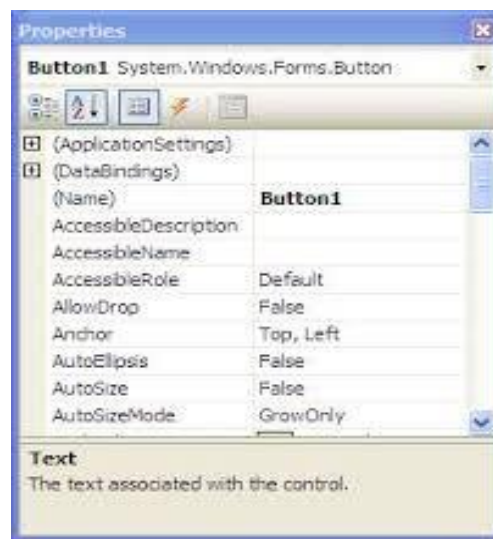 Properties
Button1 System.Windows.Forms.Button
(ApplicationSettings)
(DataBindings)
(Name) Button1
AccessibleDescription
AccessibleName
AccessibleRole Default
AllowDrop False
Anchor Top, Left
AutoEllipsis False
AutoSize False
AutoSizeMode GrowOnly
Text
The text associated with the control.